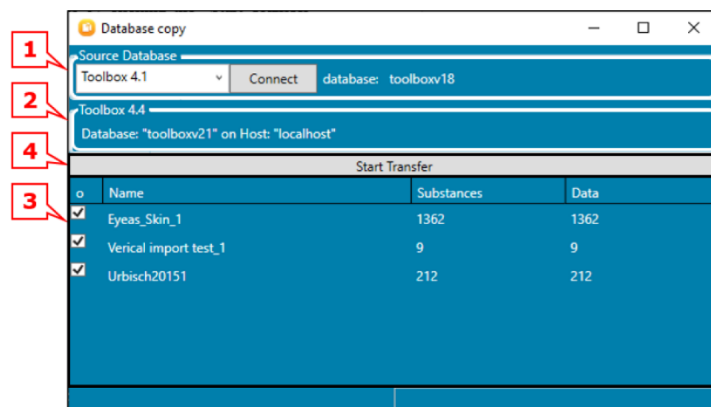 Database copy
1
Source Database
Toolbox 4.1 Connect database: toolboxv18
2
Toolbox 4.4
Database: "toolboxv21" on Host: "localhost"
4
Start Transfer
3
o Name Substances Data
Eyeas_Skin_1 1362 1362
Verical import test_1 9 9
Urbisch20151 212 212